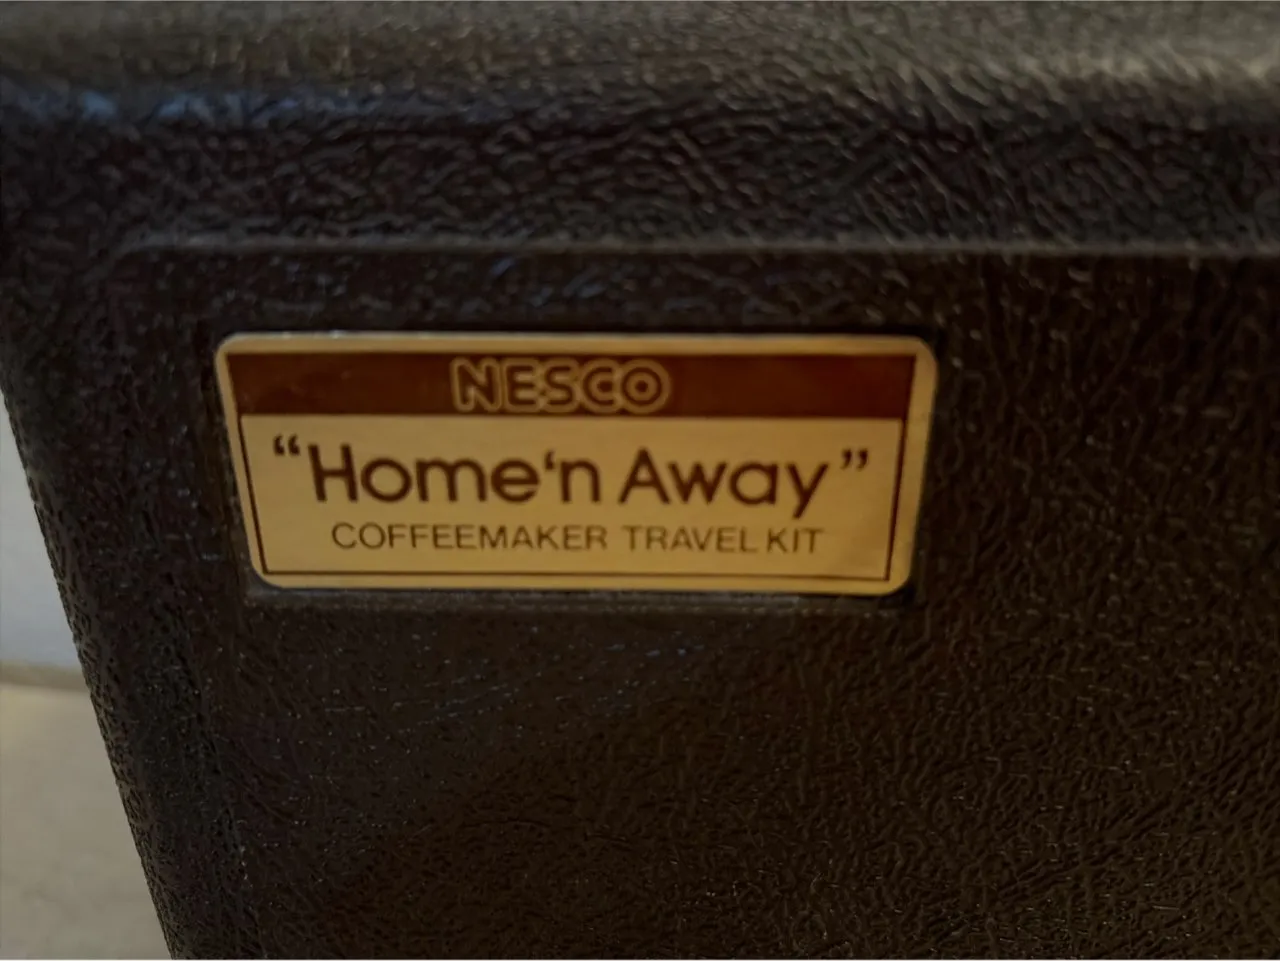 NESCO
“Home‘n Away”
COFFEEMAKER TRAVEL KIT